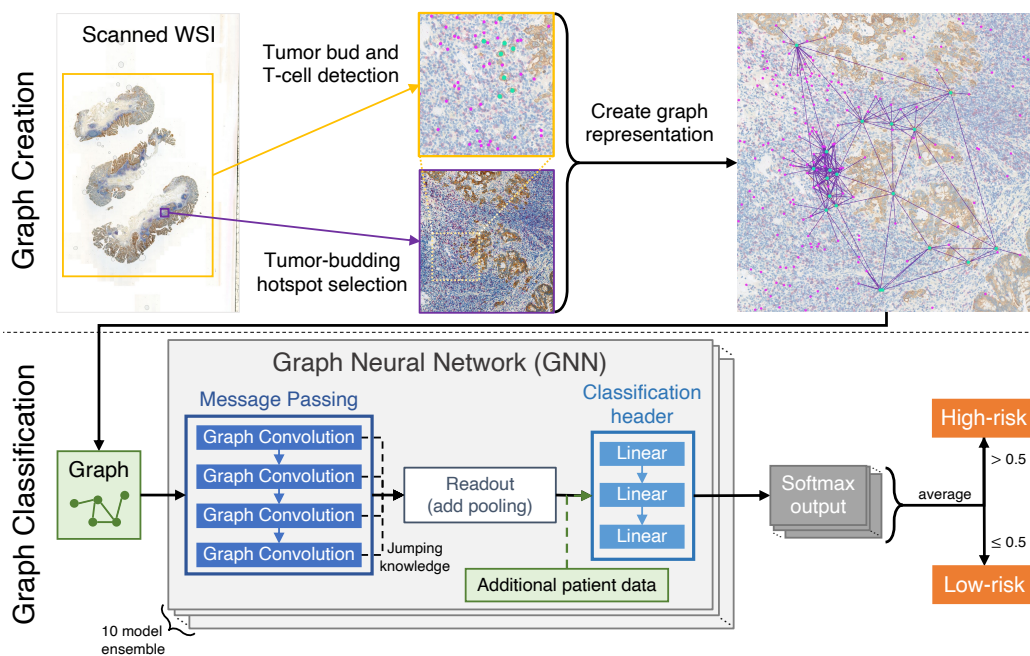 Graph Creation
Scanned WSI
Tumor bud and
T-cell detection
Tumor-budding
hotspot selection
Create graph
representation
Graph Classification
Graph
Graph Neural Network (GNN)
Message Passing
Graph Convolution
Graph Convolution
Graph Convolution
Graph Convolution
Jumping
knowledge
Readout
(add pooling)
Classification
header
Linear
Linear
Linear
Additional patient data
10 model
ensemble
Softmax
output
average
High-risk
> 0.5
≤ 0.5
Low-risk